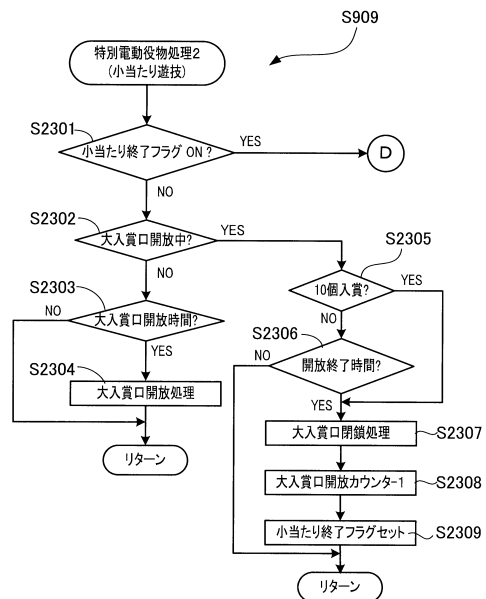 S909
特別電動役物処理2
(小当たり遊技)
S2301
小当たり終了フラグ ON？
YES
D
NO
S2302
大入賞口開放中?
YES
NO
S2303
大入賞口開放時間?
NO
YES
S2304
大入賞口開放処理
リターン
S2305
10個入賞?
YES
NO
S2306
開放終了時間?
NO
YES
大入賞口閉鎖処理
S2307
大入賞口開放カウンタ-1
S2308
小当たり終了フラグセット
S2309
リターン